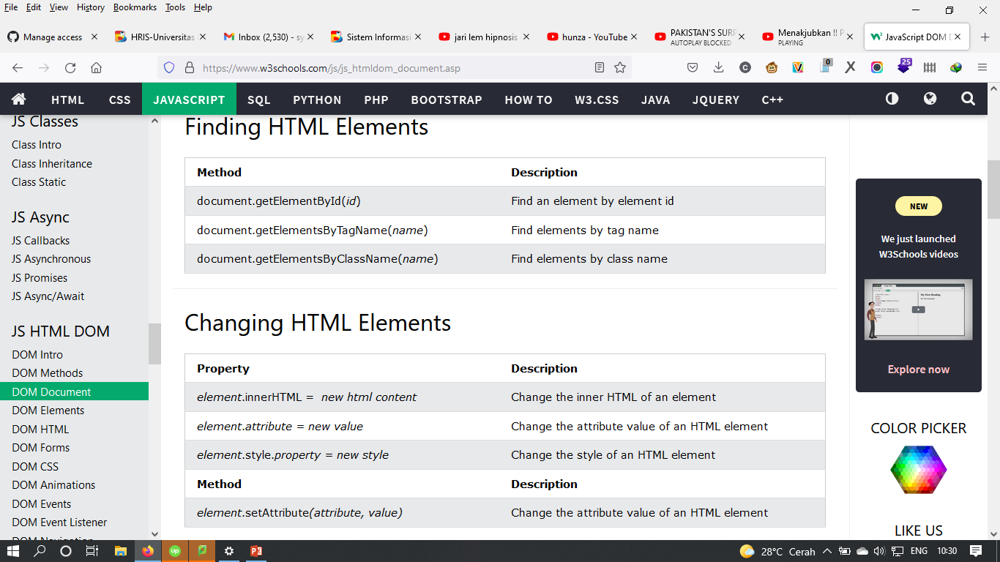 File Edit View History Bookmarks Tools Help
Manage access
HRIS-Universitas
Inbox (2,530) - sy
Sistem Informasi
jari lem hipnosis
hunza - YouTube
PAKISTAN'S SURF
AUTOPLAY BLOCKED
Menakjubkan !! P
PLAYING
JavaScript DOM D
https://www.w3schools.com/js/js_htmldom_document.asp
0
25
HTML CSS JAVASCRIPT SQL PYTHON PHP BOOTSTRAP HOW TO W3.CSS JAVA JQUERY C++
JS Classes
Class Intro
Class Inheritance
Class Static
JS Async
JS Callbacks
JS Asynchronous
JS Promises
JS Async/Await
JS HTML DOM
DOM Intro
DOM Methods
DOM Document
DOM Elements
DOM HTML
DOM Forms
DOM CSS
DOM Animations
DOM Events
DOM Event Listener
DOM Navigation
Finding HTML Elements
Method Description
document.getElementById(id) Find an element by element id
document.getElementsByTagName(name) Find elements by tag name
document.getElementsByClassName(name) Find elements by class name
Changing HTML Elements
Property Description
element.innerHTML = new html content Change the inner HTML of an element
element.attribute = new value Change the attribute value of an HTML element
element.style.property = new style Change the style of an HTML element
Method Description
element.setAttribute(attribute, value) Change the attribute value of an HTML element
NEW
We just launched
W3Schools videos
My First Heading
Explore now
COLOR PICKER
LIKE US
Up
28°C Cerah
ENG
10:30